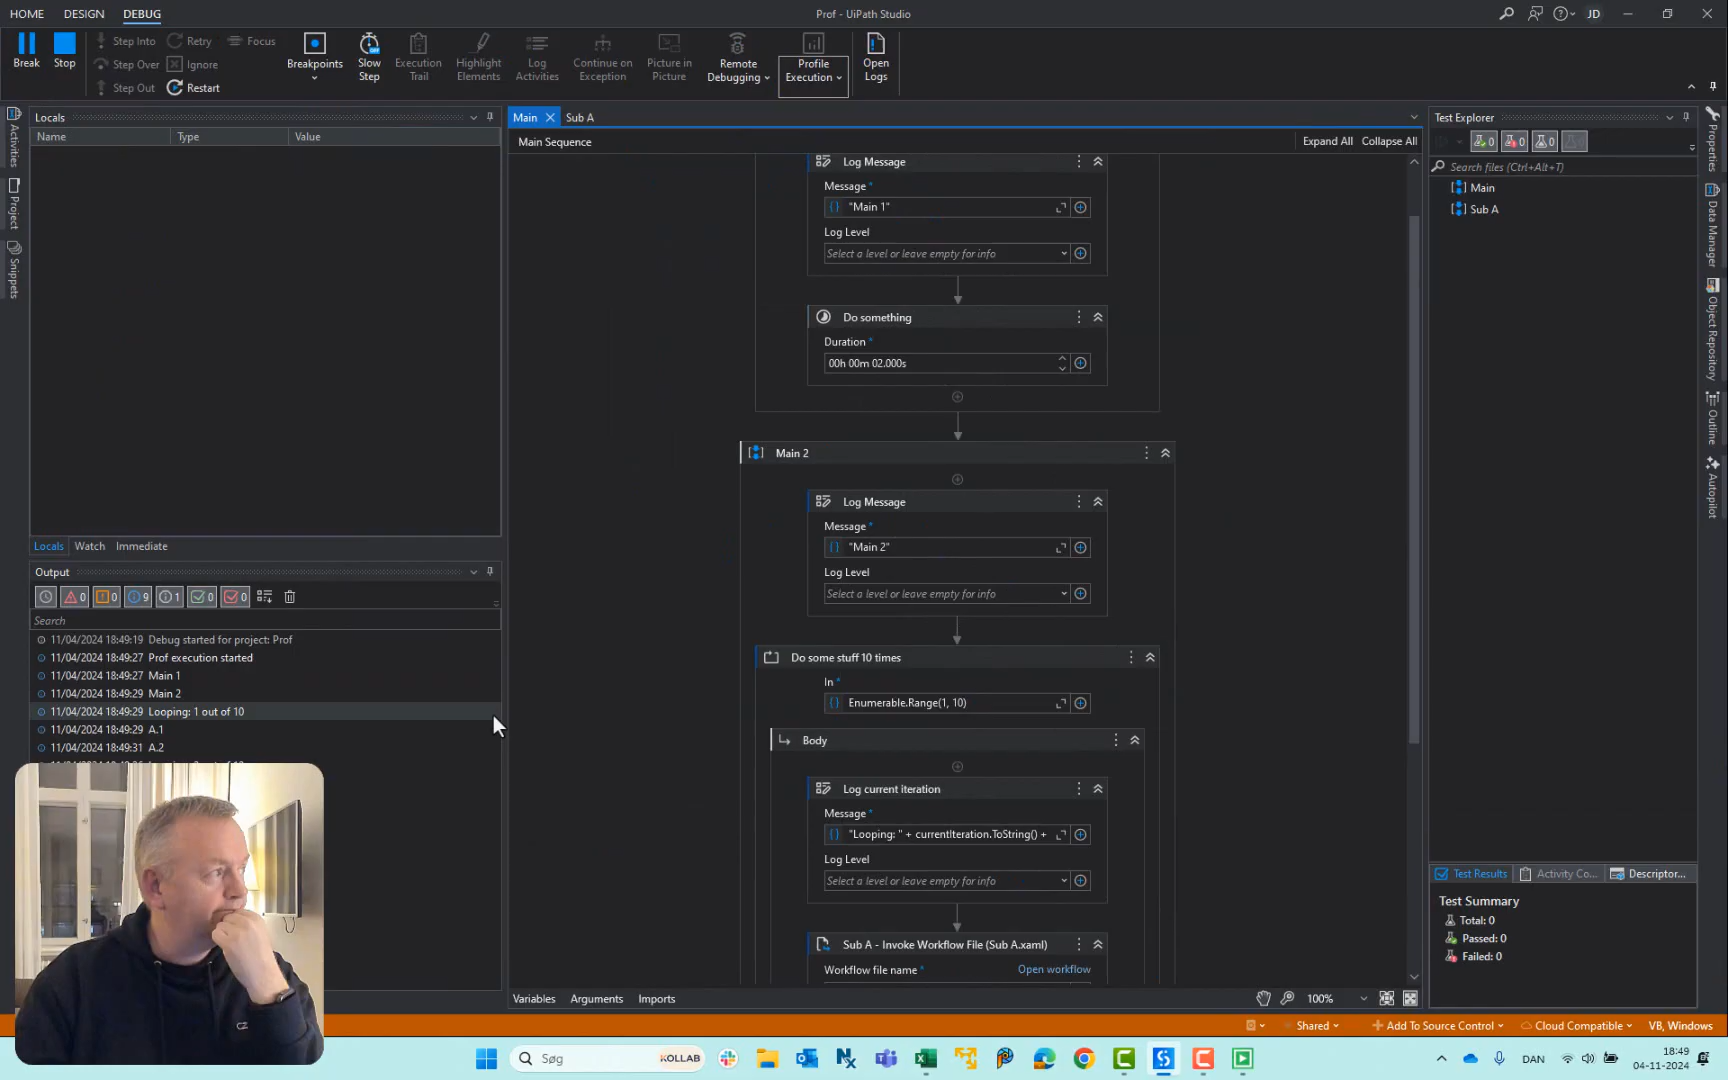 HOME DESIGN DEBUG
Prof - UiPath Studio
JD
Break
Stop
Step Into
Step Over
Step Out
Retry
Ignore
Restart
Focus
Breakpoints
Slow Step
Execution Trail
Highlight Elements
Log Activities
Continue on Exception
Picture in Picture
Remote Debugging
Profile Execution
Open Logs
Activities
Project
Snippets
Locals
Name Type Value
Locals Watch Immediate
Output
0 0 9 1 0 0
Search
11/04/2024 18:49:19 Debug started for project: Prof
11/04/2024 18:49:27 Prof execution started
11/04/2024 18:49:27 Main 1
11/04/2024 18:49:29 Main 2
11/04/2024 18:49:29 Looping: 1 out of 10
11/04/2024 18:49:29 A.1
11/04/2024 18:49:31 A.2
Main Sub A
Main Sequence
Expand All Collapse All
Log Message
Message *
"Main 1"
Log Level
Select a level or leave empty for info
Do something
Duration *
00h 00m 02.000s
Main 2
Log Message
Message *
"Main 2"
Log Level
Select a level or leave empty for info
Do some stuff 10 times
In *
Enumerable.Range(1, 10)
Body
Log current iteration
Message *
"Looping: " + currentIteration.ToString() +
Log Level
Select a level or leave empty for info
Sub A - Invoke Workflow File (Sub A.xaml)
Workflow file name * Open workflow
Variables Arguments Imports
100%
Test Explorer
0 0 0
Search files (Ctrl+Alt+T)
Main
Sub A
Test Results Activity Co... Descriptor...
Test Summary
Total: 0
Passed: 0
Failed: 0
Properties
Data Manager
Object Repository
Outline
Autopilot
Shared Add To Source Control Cloud Compatible VB, Windows
Søg KOLLAB
DAN
18:49
04-11-2024